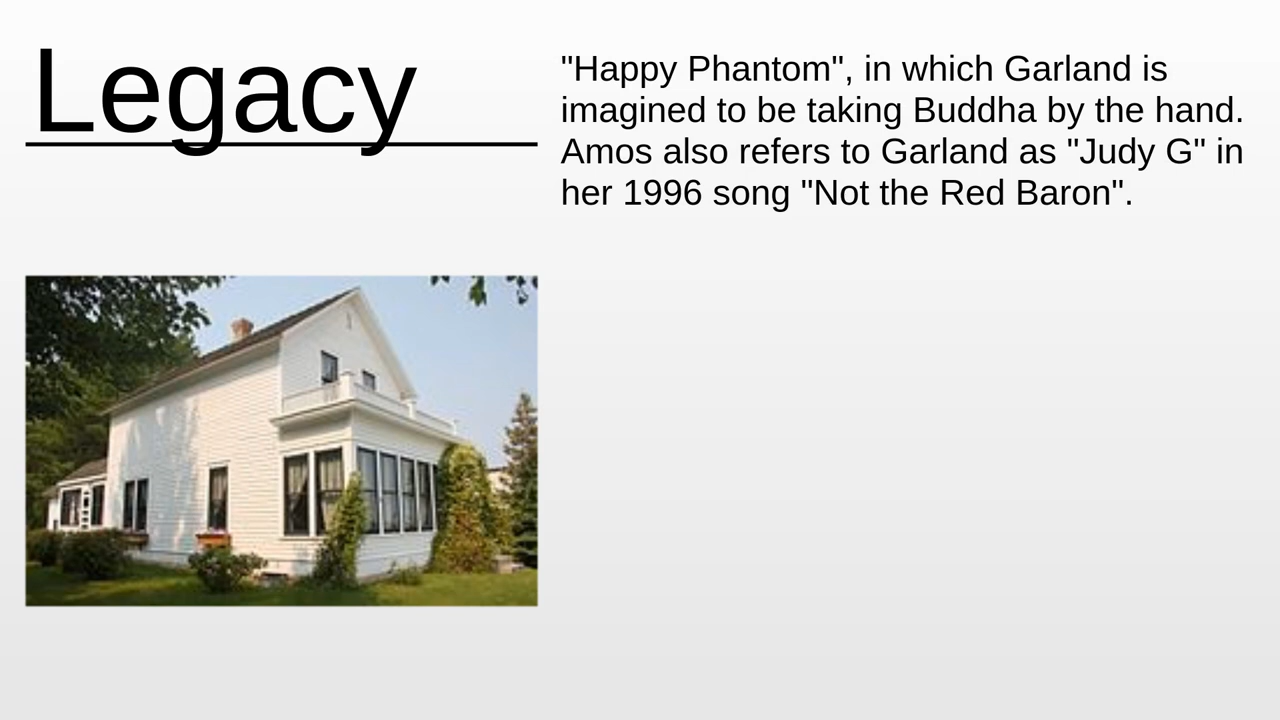 Legacy
"Happy Phantom", in which Garland is
imagined to be taking Buddha by the hand.
Amos also refers to Garland as "Judy G" in
her 1996 song "Not the Red Baron".